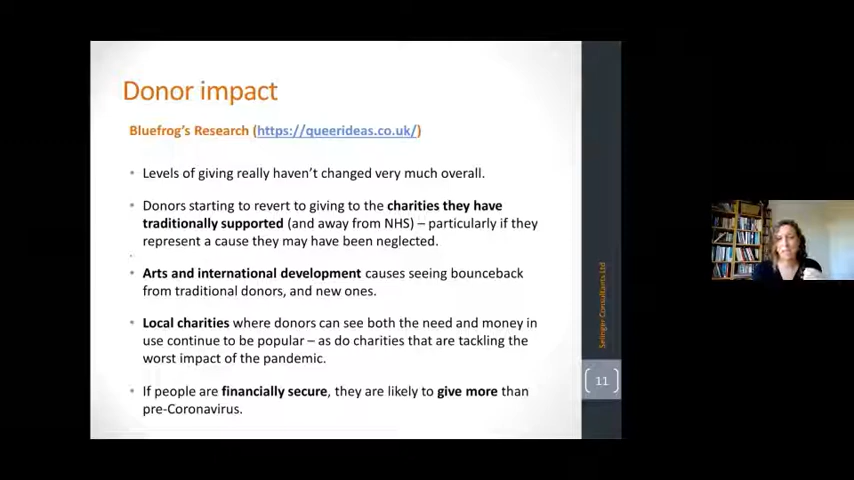 Donor impact
Bluefrog's Research (https://queerideas.co.uk/)
• Levels of giving really haven't changed very much overall.
• Donors starting to revert to giving to the charities they have
traditionally supported (and away from NHS) – particularly if they
represent a cause they may have been neglected.
• Arts and international development causes seeing bounceback
from traditional donors, and new ones.
• Local charities where donors can see both the need and money in
use continue to be popular – as do charities that are tackling the
worst impact of the pandemic.
• If people are financially secure, they are likely to give more than
pre-Coronavirus.
Selinger Consultants Ltd
11